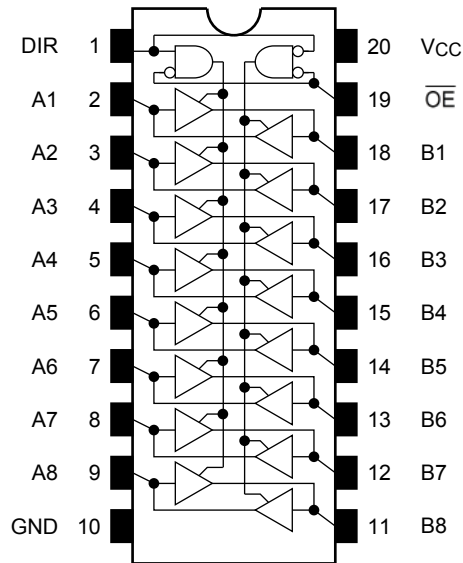 DIR 1 20 VCC
A1 2 19 OE
A2 3 18 B1
A3 4 17 B2
A4 5 16 B3
A5 6 15 B4
A6 7 14 B5
A7 8 13 B6
A8 9 12 B7
GND 10 11 B8